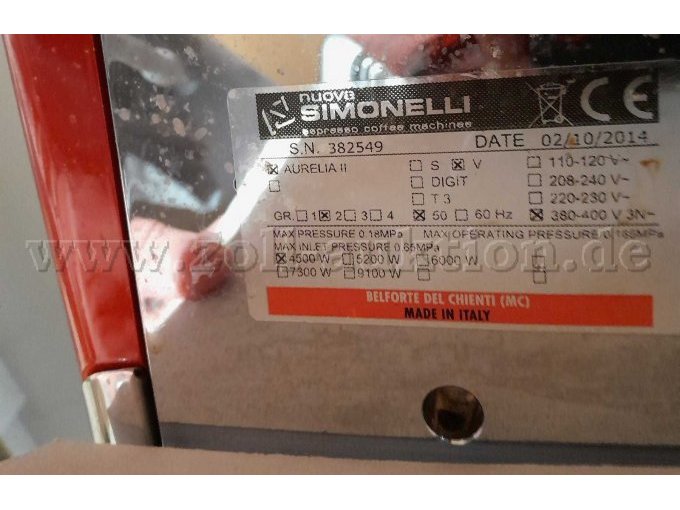 nuova
SIMONELLI
espresso coffee machines
CE
S.N. 382549 DATE 02/10/2014
☒ AURELIA II ☐ S ☒ V ☐ 110-120 V~
☐ ☐ DIGIT ☐ 208-240 V~
☐ T 3 ☐ 220-230 V~
GR. ☐ 1 ☒ 2 ☐ 3 ☐ 4 ☒ 50 ☐ 60 Hz ☒ 380-400 V 3N~
MAX PRESSURE 0.18MPa MAX OPERATING PRESSURE
MAX INLET PRESSURE 0.65MPa
www.zoll-auktion.de
☒ 4500 W ☐ 5200 W ☐ 6000 W ☐
☐ 7300 W ☐ 9100 W ☐
BELFORTE DEL CHIENTI (MC)
MADE IN ITALY